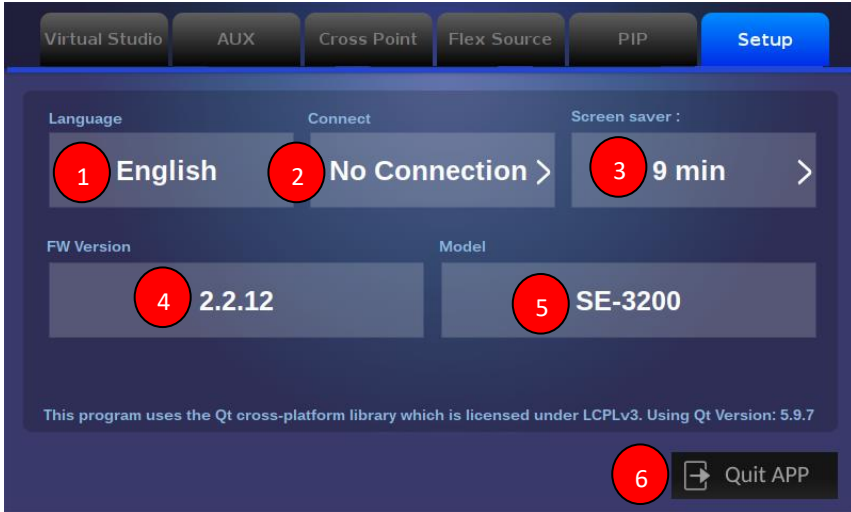 Virtual Studio AUX Cross Point Flex Source PIP Setup
Language Connect Screen saver :
1 English 2 No Connection > 3 9 min >
FW Version Model
4 2.2.12 5 SE-3200
This program uses the Qt cross-platform library which is licensed under LCPLv3. Using Qt Version: 5.9.7
6 Quit APP